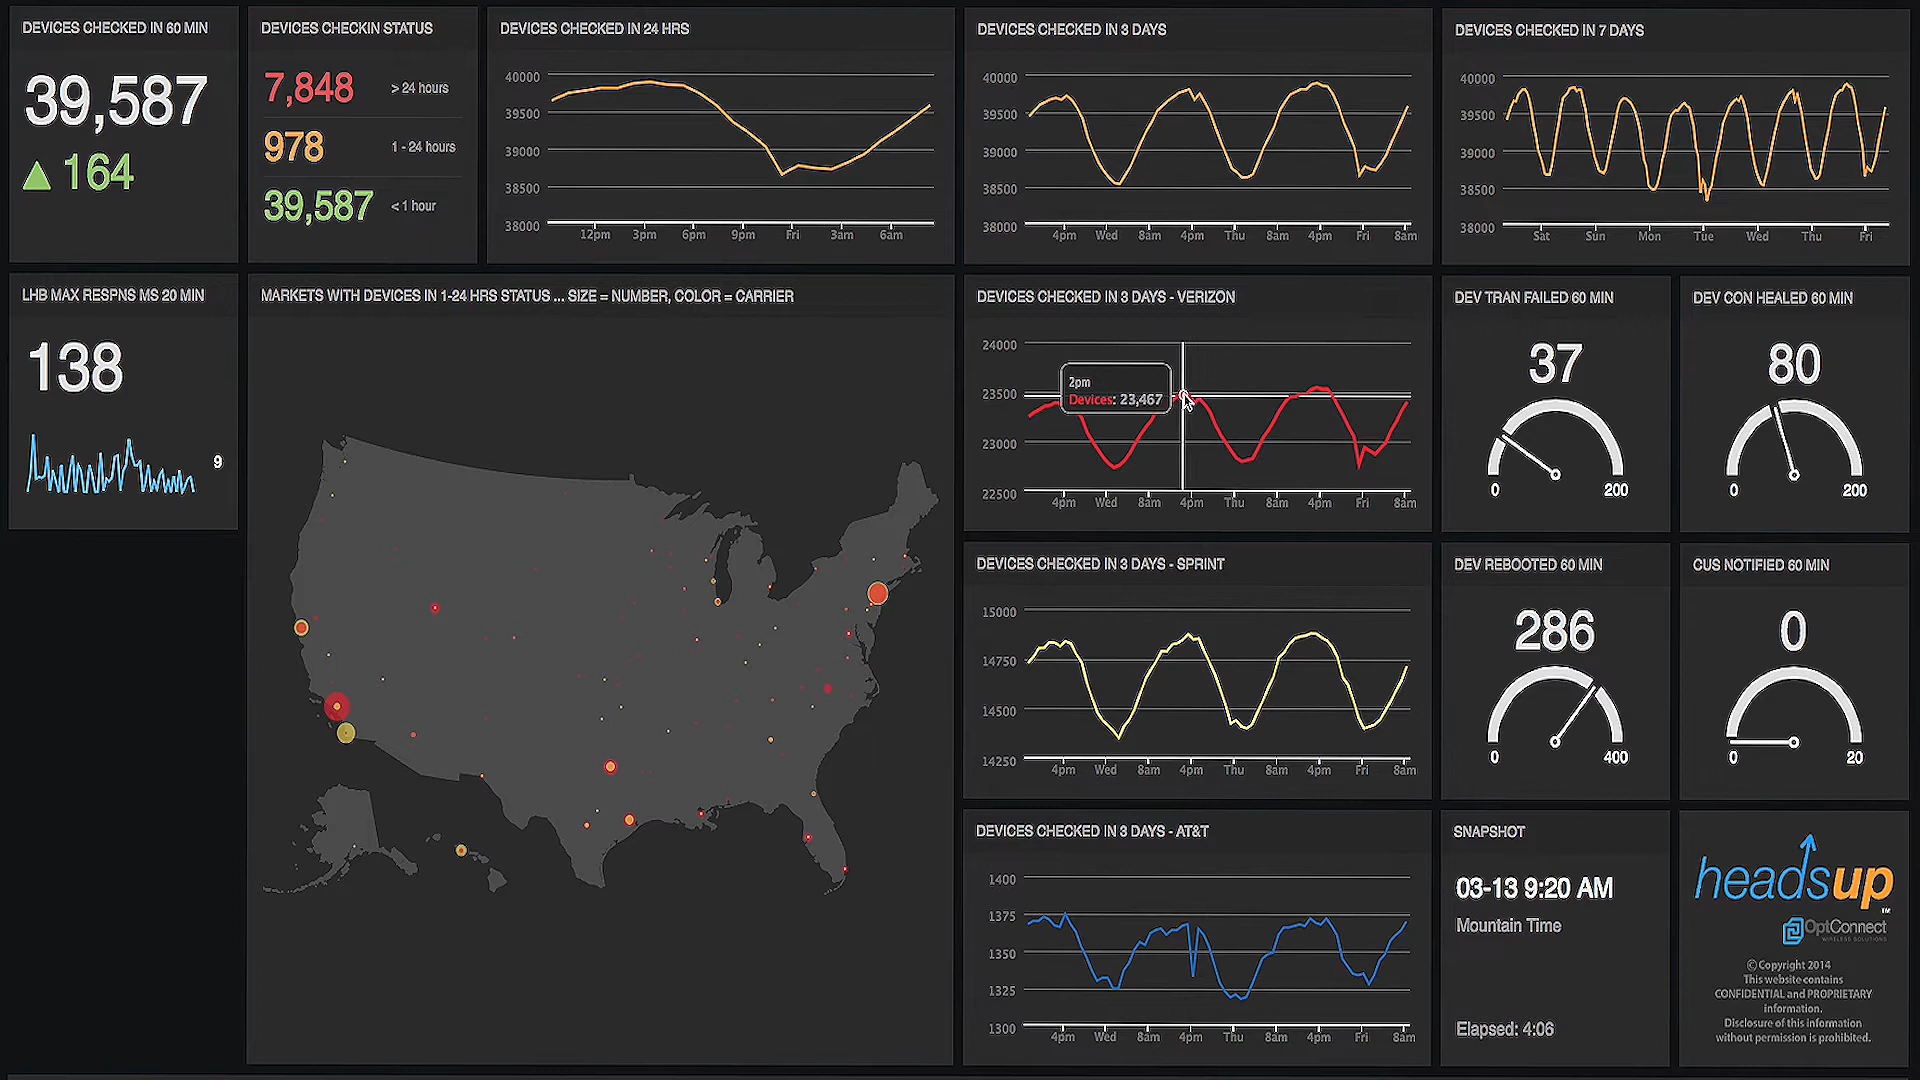 DEVICES CHECKED IN 60 MIN
39,587
164
DEVICES CHECKIN STATUS
7,848 > 24 hours
978 1 - 24 hours
39,587 < 1 hour
DEVICES CHECKED IN 24 HRS
40000
39500
39000
38500
38000
12pm 3pm 6pm 9pm Fri 3am 6am
DEVICES CHECKED IN 3 DAYS
40000
39500
39000
38500
38000
4pm Wed 8am 4pm Thu 8am 4pm Fri 8am
DEVICES CHECKED IN 7 DAYS
40000
39500
39000
38500
38000
Sat Sun Mon Tue Wed Thu Fri
LHB MAX RESPNS MS 20 MIN
138
9
MARKETS WITH DEVICES IN 1-24 HRS STATUS ... SIZE = NUMBER, COLOR = CARRIER
DEVICES CHECKED IN 3 DAYS - VERIZON
24000
23500
23000
22500
2pm
Devices: 23,467
4pm Wed 8am 4pm Thu 8am 4pm Fri 8am
DEV TRAN FAILED 60 MIN
37
0 200
DEV CON HEALED 60 MIN
80
0 200
DEVICES CHECKED IN 3 DAYS - SPRINT
15000
14750
14500
14250
4pm Wed 8am 4pm Thu 8am 4pm Fri 8am
DEV REBOOTED 60 MIN
286
0 400
CUS NOTIFIED 60 MIN
0
0 20
DEVICES CHECKED IN 3 DAYS - AT&T
1400
1375
1350
1325
1300
4pm Wed 8am 4pm Thu 8am 4pm Fri 8am
SNAPSHOT
03-13 9:20 AM
Mountain Time
Elapsed: 4:06
headsup™
OptConnect
WIRELESS SOLUTIONS
© Copyright 2014
This website contains
CONFIDENTIAL and PROPRIETARY
information.
Disclosure of this information
without permission is prohibited.